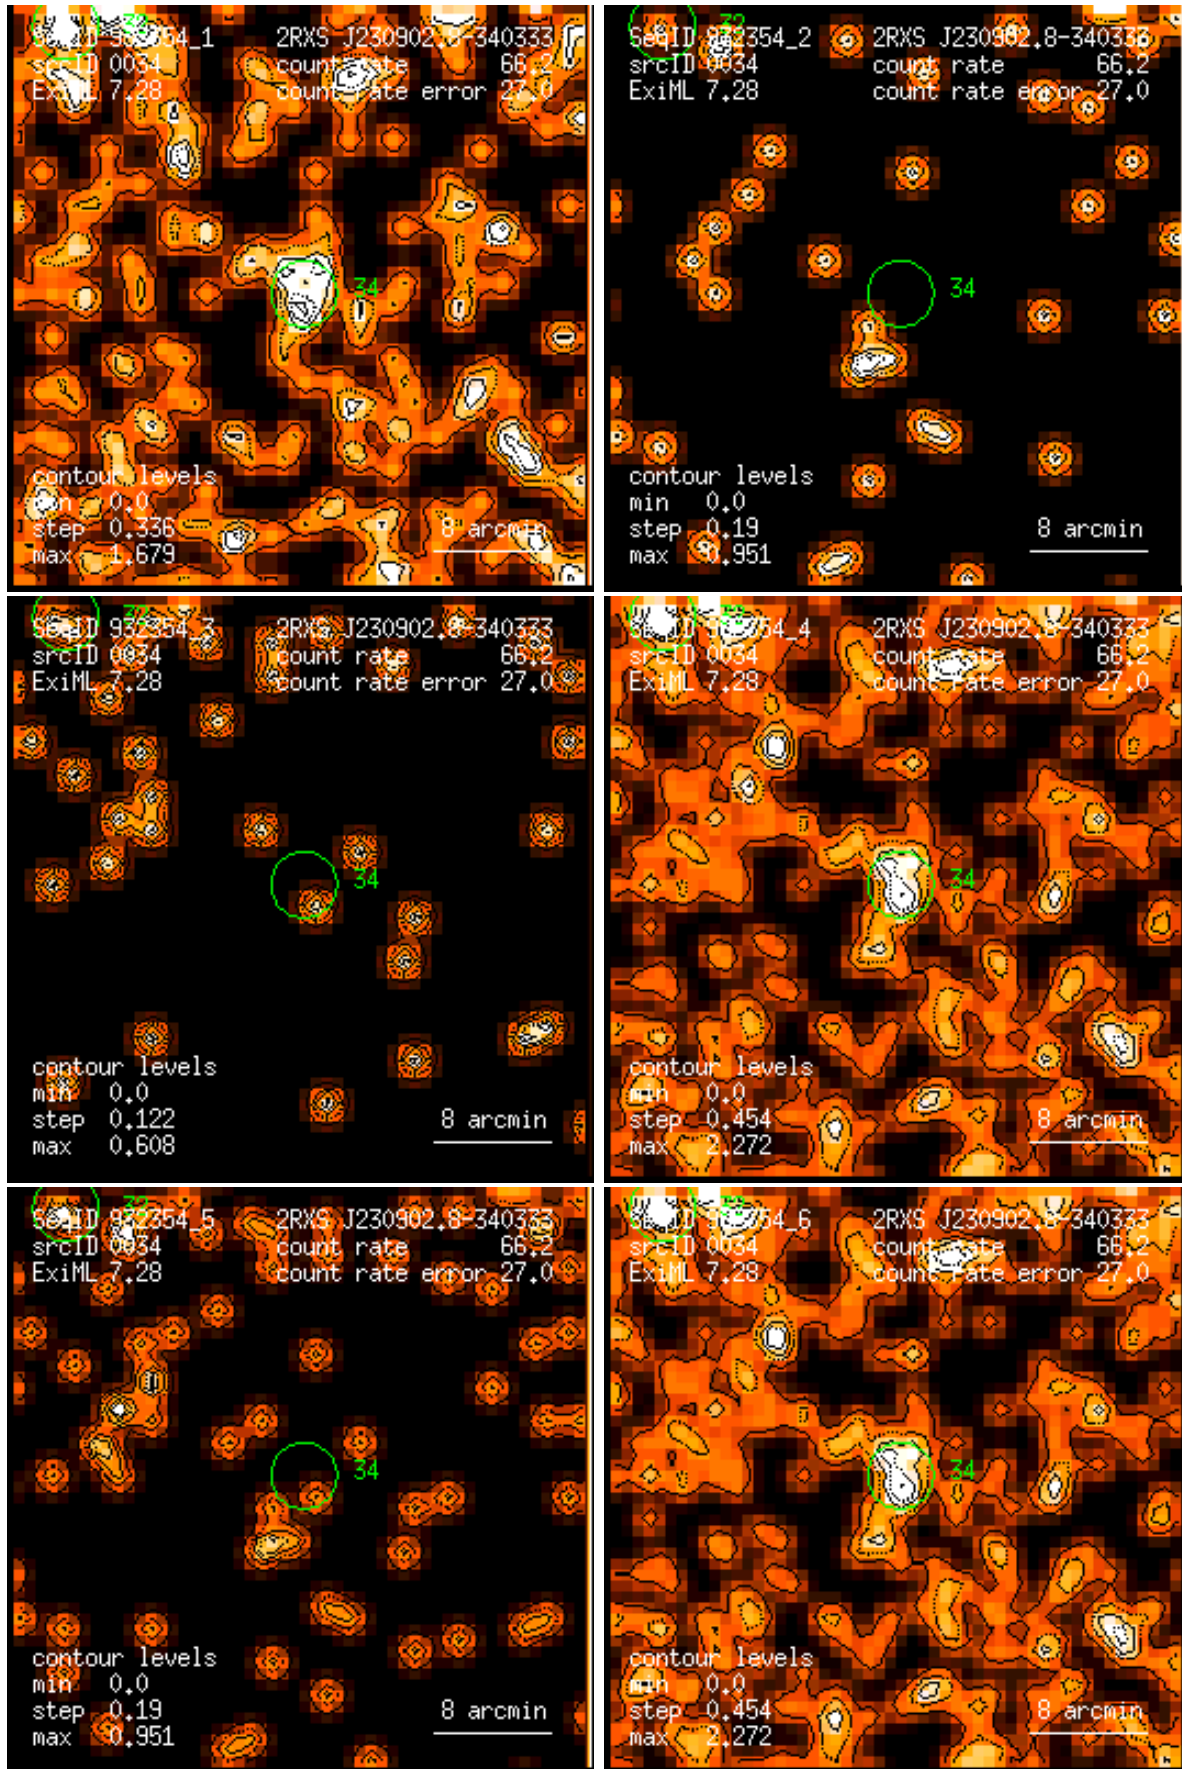 32
SeqID 932354_1 2RXS J230902.8-340333
srcID 0034 count rate 66.2
ExiML 7.28 count rate error 27.0
34
contour levels
min 0.0
step 0.336 8 arcmin
max 1.679
32
SeqID 932354_2 2RXS J230902.8-340333
srcID 0034 count rate 66.2
ExiML 7.28 count rate error 27.0
34
contour levels
min 0.0
step 0.19 8 arcmin
max 0.951
32
SeqID 932354_3 2RXS J230902.8-340333
srcID 0034 count rate 66.2
ExiML 7.28 count rate error 27.0
34
contour levels
min 0.0
step 0.122 8 arcmin
max 0.608
32
SeqID 932354_4 2RXS J230902.8-340333
srcID 0034 count rate 66.2
ExiML 7.28 count rate error 27.0
34
contour levels
min 0.0
step 0.454 8 arcmin
max 2.272
32
SeqID 932354_5 2RXS J230902.8-340333
srcID 0034 count rate 66.2
ExiML 7.28 count rate error 27.0
34
contour levels
min 0.0
step 0.19 8 arcmin
max 0.951
32
SeqID 932354_6 2RXS J230902.8-340333
srcID 0034 count rate 66.2
ExiML 7.28 count rate error 27.0
34
contour levels
min 0.0
step 0.454 8 arcmin
max 2.272